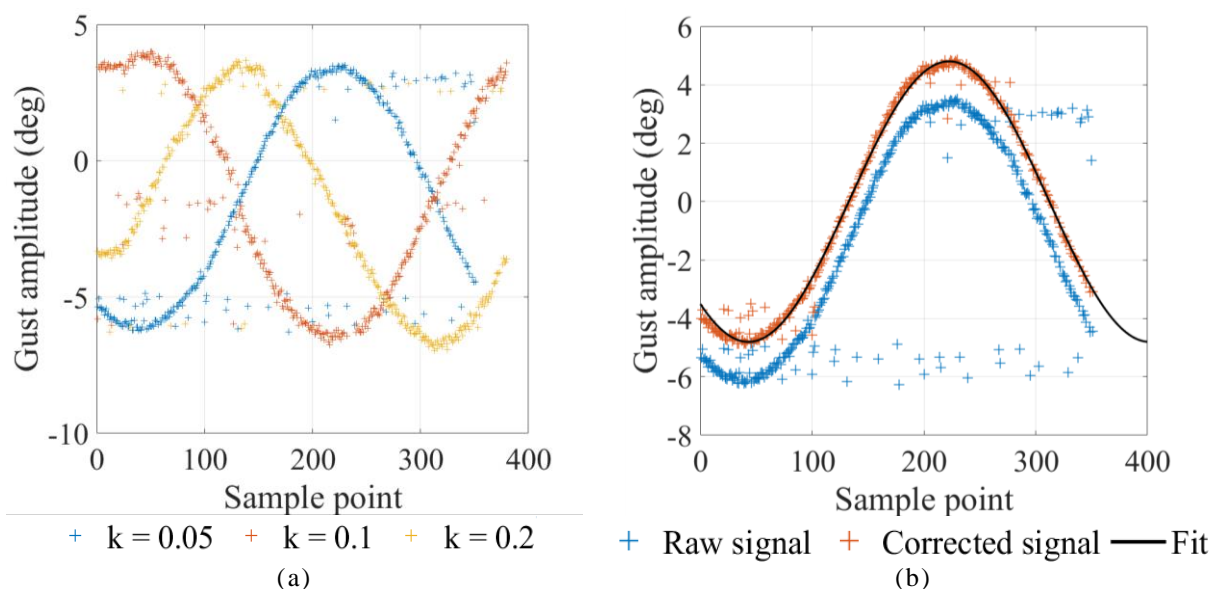 5
0
-5
-10
Gust amplitude (deg)
0 100 200 300 400
Sample point
+ k = 0.05 + k = 0.1 + k = 0.2
(a)
6
4
2
0
-2
-4
-6
-8
Gust amplitude (deg)
0 100 200 300 400
Sample point
+ Raw signal + Corrected signal Fit
(b)